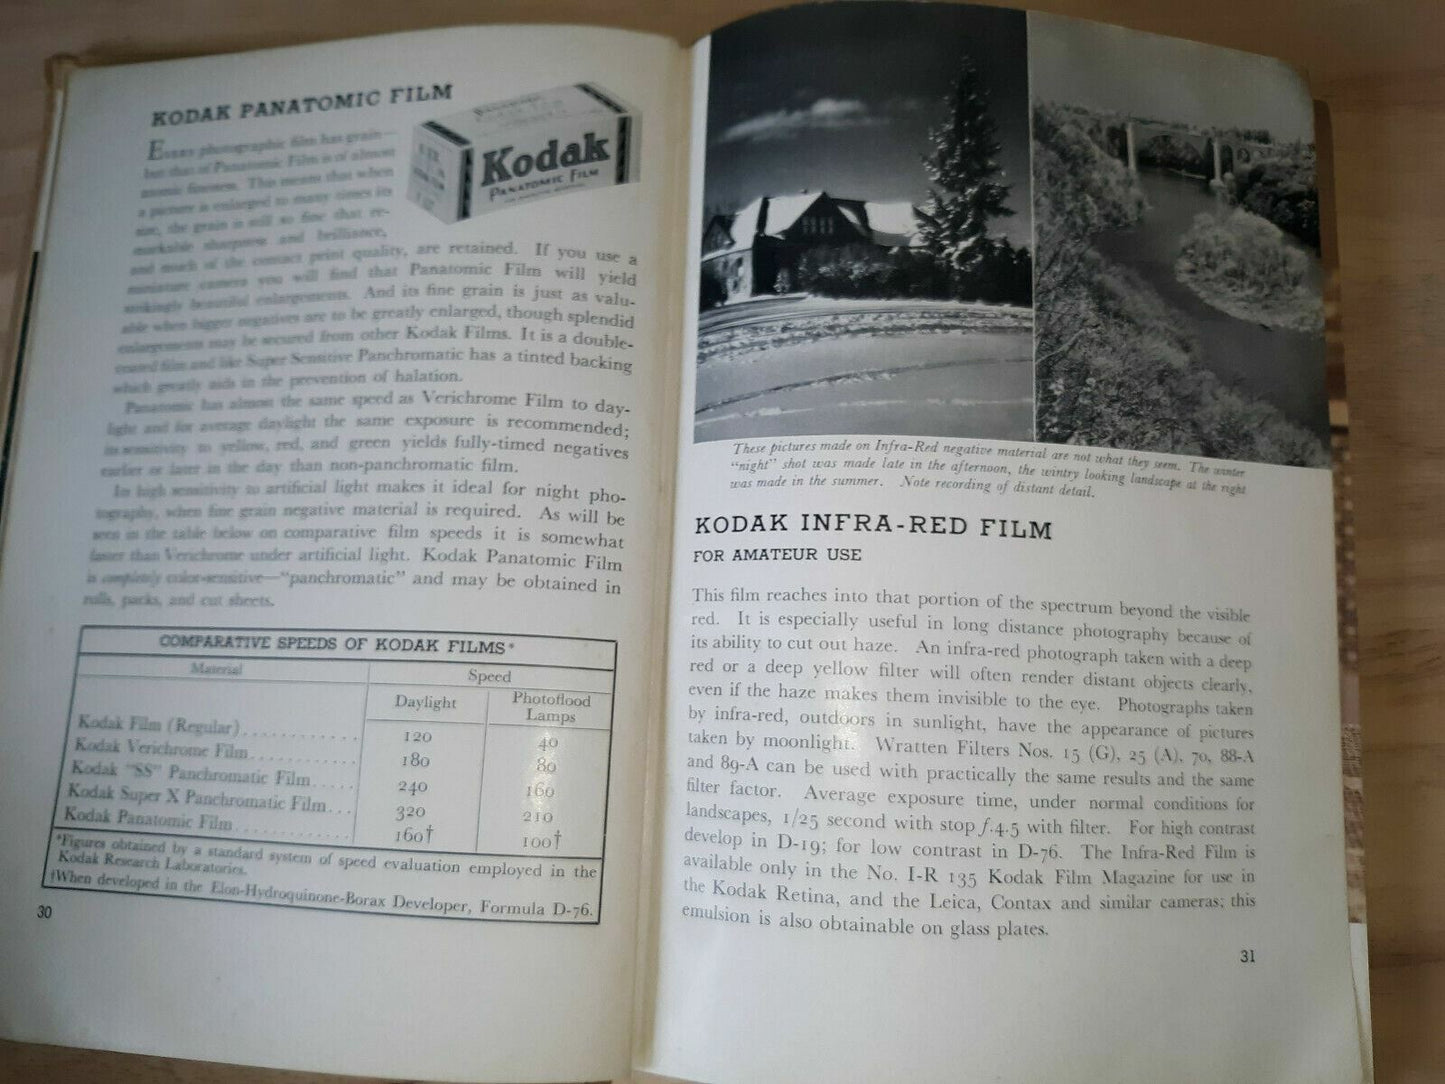 KODAK PANATOMIC FILM
EVERY photographic film has grain—
but that of Panatomic Film is of almost
atomic fineness. This means that when
a picture is enlarged to many times its
size, the grain is still so fine that re-
markable sharpness and brilliance,
and much of the contact print quality, are retained. If you use a
miniature camera you will find that Panatomic Film will yield
strikingly beautiful enlargements. And its fine grain is just as valu-
able when bigger negatives are to be greatly enlarged, though splendid
enlargements may be secured from other Kodak Films. It is a double-
coated film and like Super Sensitive Panchromatic has a tinted backing
which greatly aids in the prevention of halation.
Panatomic has almost the same speed as Verichrome Film to day-
light and for average daylight the same exposure is recommended;
its sensitivity to yellow, red, and green yields fully-timed negatives
earlier or later in the day than non-panchromatic film.
Its high sensitivity to artificial light makes it ideal for night pho-
tography, when fine grain negative material is required. As will be
seen in the table below on comparative film speeds it is somewhat
faster than Verichrome under artificial light. Kodak Panatomic Film
is completely color-sensitive—“panchromatic” and may be obtained in
rolls, packs, and cut sheets.
Kodak
PANATOMIC FILM
COMPARATIVE SPEEDS OF KODAK FILMS*
Material Speed
Daylight Photoflood
Lamps
Kodak Film (Regular)............ 120 40
Kodak Verichrome Film............ 180 80
Kodak "SS" Panchromatic Film..... 240 160
Kodak Super X Panchromatic Film... 320 210
Kodak Panatomic Film............ 160† 100†
*Figures obtained by a standard system of speed evaluation employed in the
Kodak Research Laboratories.
†When developed in the Elon-Hydroquinone-Borax Developer, Formula D-76.
30
These pictures made on Infra-Red negative material are not what they seem. The winter
“night” shot was made late in the afternoon, the wintry looking landscape at the right
was made in the summer. Note recording of distant detail.
KODAK INFRA-RED FILM
FOR AMATEUR USE
This film reaches into that portion of the spectrum beyond the visible
red. It is especially useful in long distance photography because of
its ability to cut out haze. An infra-red photograph taken with a deep
red or a deep yellow filter will often render distant objects clearly,
even if the haze makes them invisible to the eye. Photographs taken
by infra-red, outdoors in sunlight, have the appearance of pictures
taken by moonlight. Wratten Filters Nos. 15 (G), 25 (A), 70, 88-A
and 89-A can be used with practically the same results and the same
filter factor. Average exposure time, under normal conditions for
landscapes, 1/25 second with stop f.4.5 with filter. For high contrast
develop in D-19; for low contrast in D-76. The Infra-Red Film is
available only in the No. I-R 135 Kodak Film Magazine for use in
the Kodak Retina, and the Leica, Contax and similar cameras; this
emulsion is also obtainable on glass plates.
31